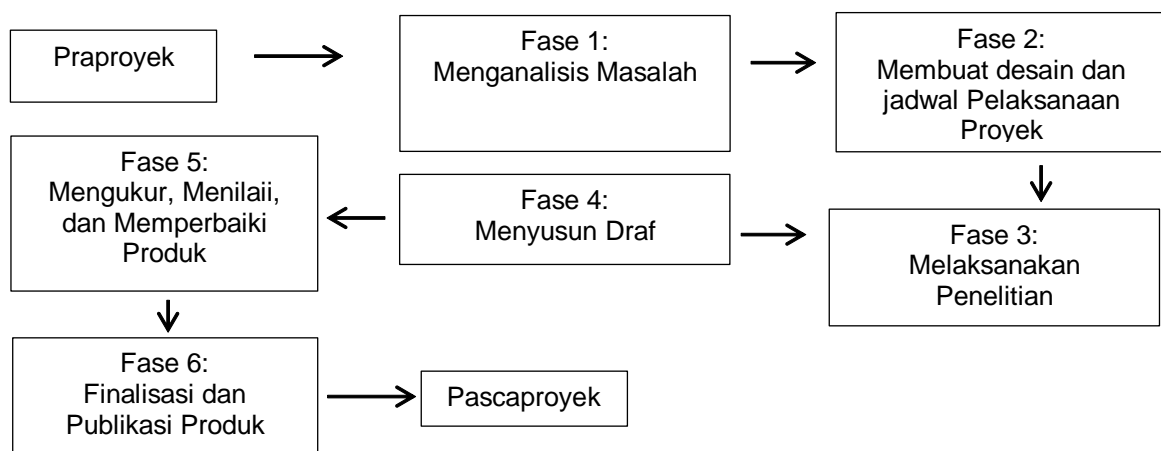 Praproyek
Fase 1:
Menganalisis Masalah
Fase 2:
Membuat desain dan
jadwal Pelaksanaan
Proyek
Fase 5:
Mengukur, Menilaii,
dan Memperbaiki
Produk
Fase 4:
Menyusun Draf
Fase 3:
Melaksanakan
Penelitian
Fase 6:
Finalisasi dan
Publikasi Produk
Pascaproyek